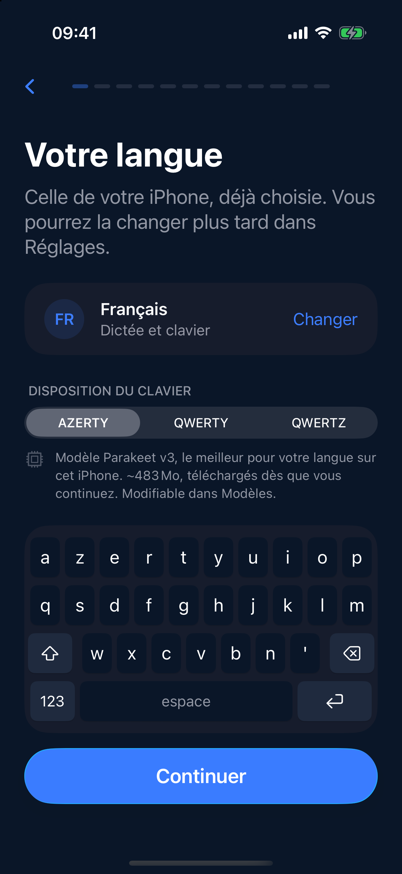 09:41
Votre langue
Celle de votre iPhone, déjà choisie. Vous
pourrez la changer plus tard dans
Réglages.
FR
Français
Dictée et clavier
Changer
DISPOSITION DU CLAVIER
AZERTY QWERTY QWERTZ
Modèle Parakeet v3, le meilleur pour votre langue sur
cet iPhone. ~483 Mo, téléchargés dès que vous
continuez. Modifiable dans Modèles.
a z e r t y u i o p
q s d f g h j k l m
w x c v b n '
123 espace
Continuer